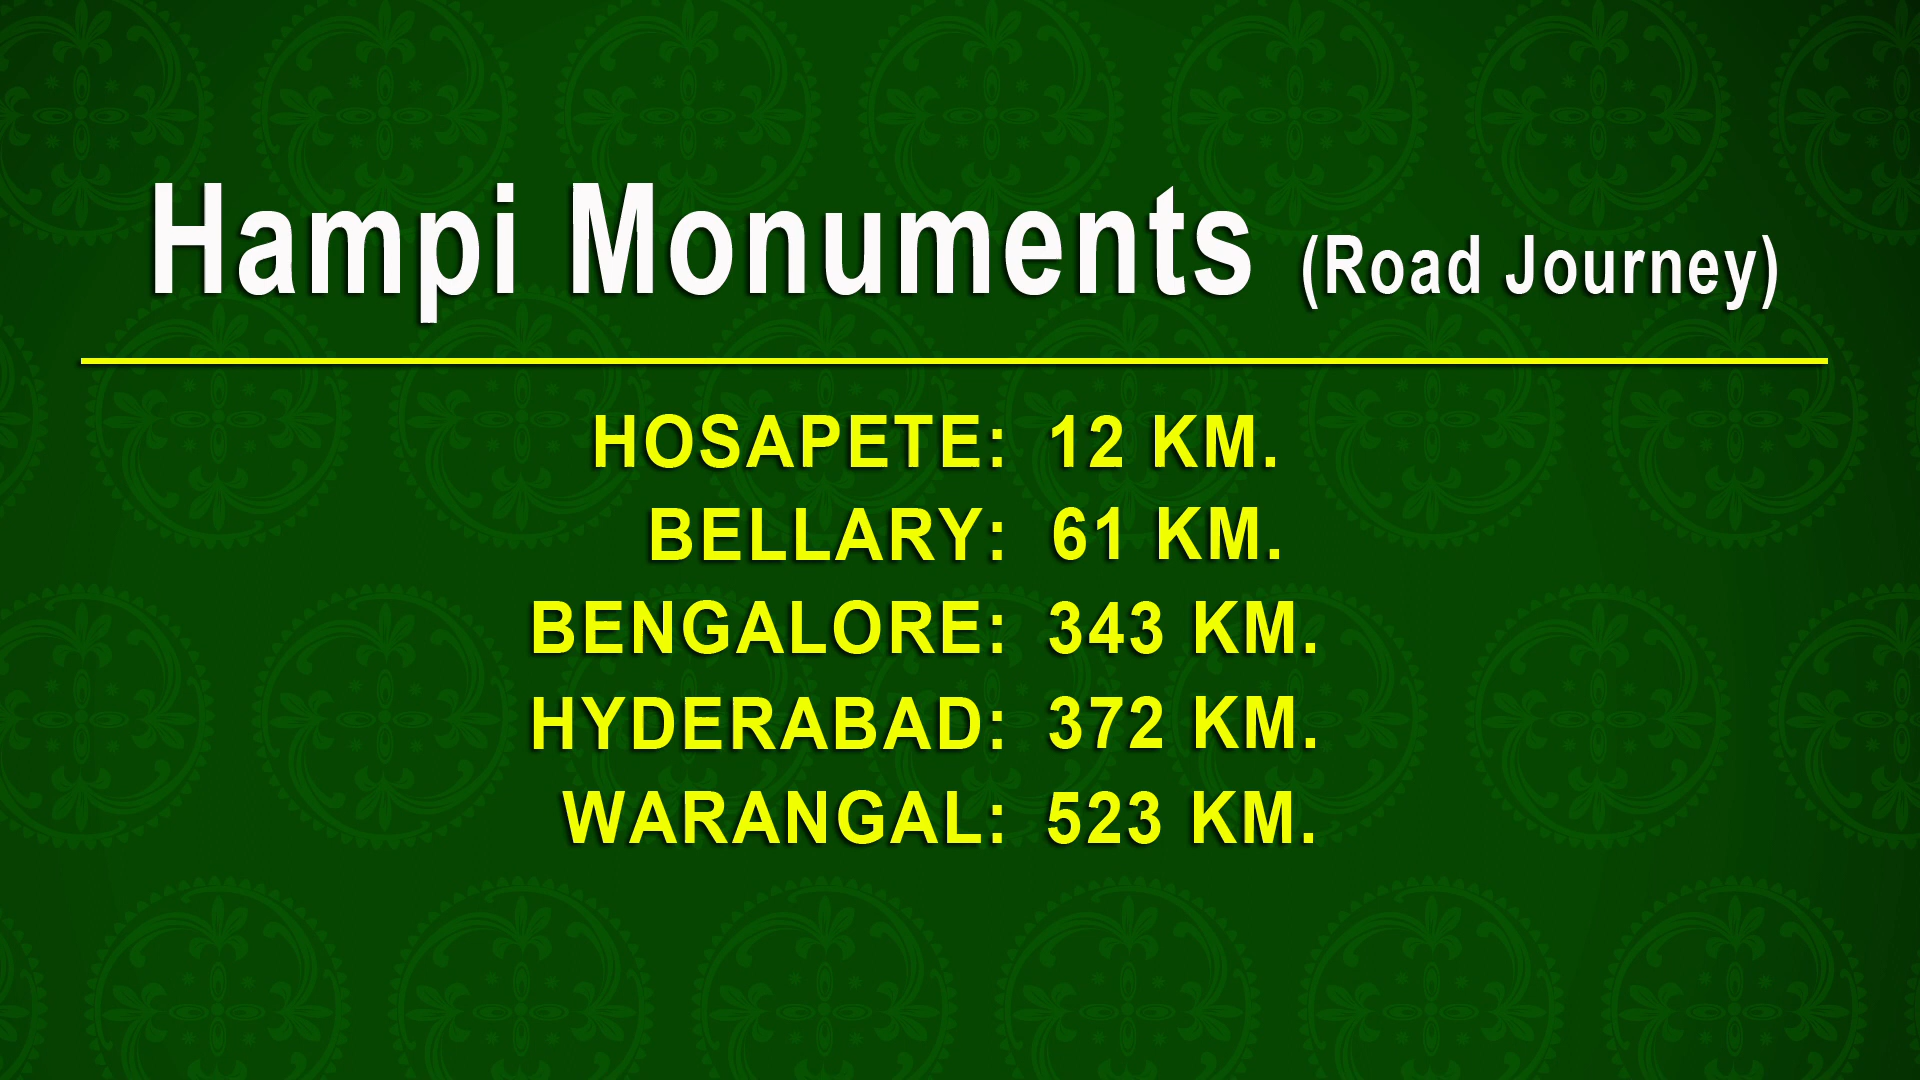 Hampi Monuments (Road Journey)
HOSAPETE: 12 KM.
BELLARY: 61 KM.
BENGALORE: 343 KM.
HYDERABAD: 372 KM.
WARANGAL: 523 KM.